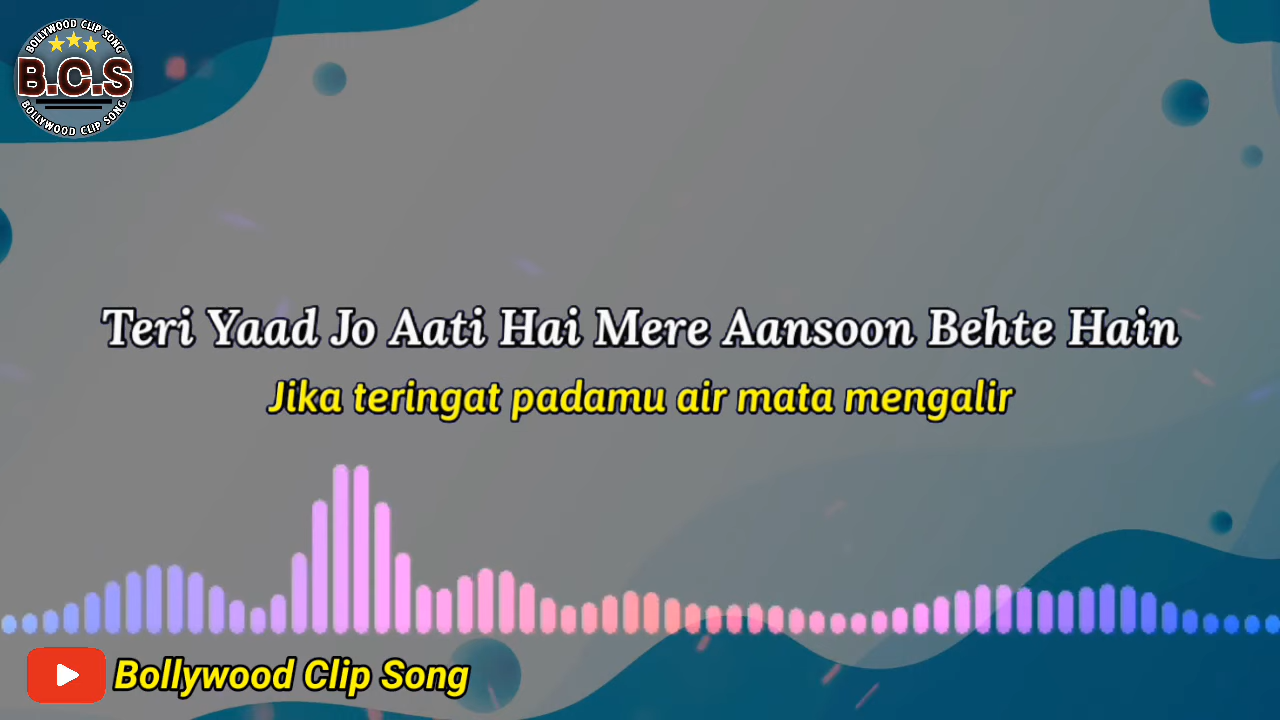 BOLLYWOOD CLIP SONG
B.C.S
BOLLYWOOD CLIP SONG
Teri Yaad Jo Aati Hai Mere Aansoon Behte Hain
Jika teringat padamu air mata mengalir
Bollywood Clip Song